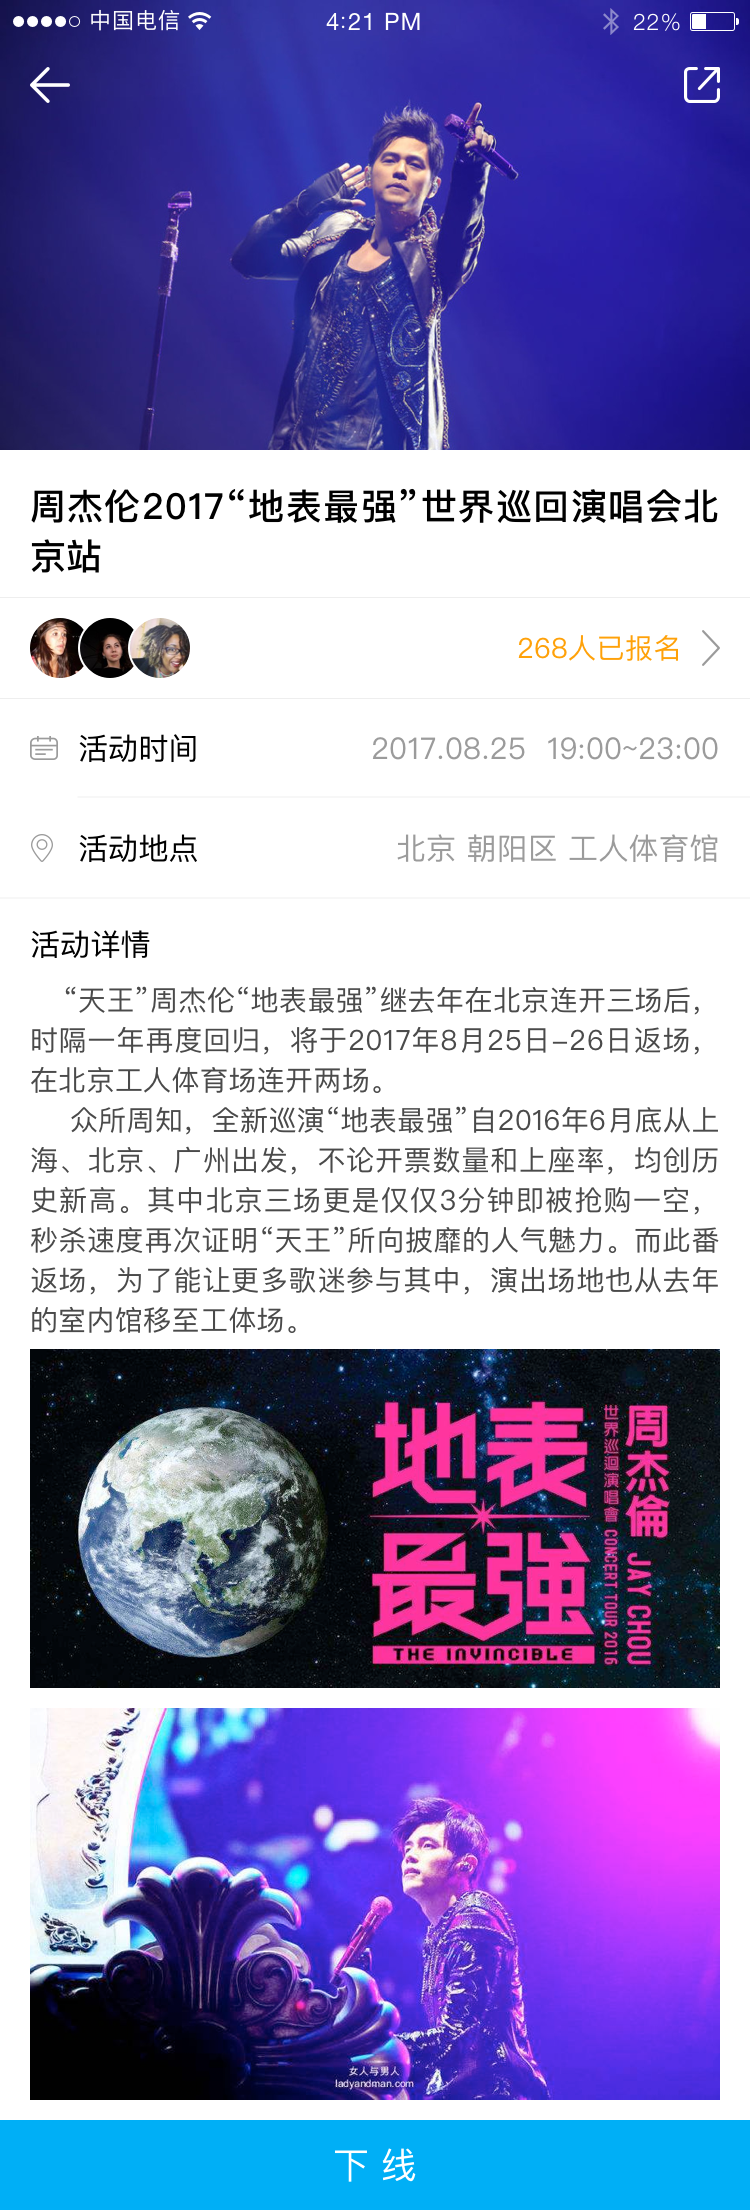 中国电信 4:21 PM 22%
周杰伦2017“地表最强”世界巡回演唱会北
京站
268人已报名
活动时间 2017.08.25 19:00~23:00
活动地点 北京 朝阳区 工人体育馆
活动详情
“天王”周杰伦“地表最强”继去年在北京连开三场后，
时隔一年再度回归，将于2017年8月25日-26日返场，
在北京工人体育场连开两场。
众所周知，全新巡演“地表最强”自2016年6月底从上
海、北京、广州出发，不论开票数量和上座率，均创历
史新高。其中北京三场更是仅仅3分钟即被抢购一空，
秒杀速度再次证明“天王”所向披靡的人气魅力。而此番
返场，为了能让更多歌迷参与其中，演出场地也从去年
的室内馆移至工体场。
地表
最強
THE INVINCIBLE
周杰倫 JAY CHOU
世界巡迴演唱會 CONCERT TOUR 2016
女人与男人
ladyandman.com
下线